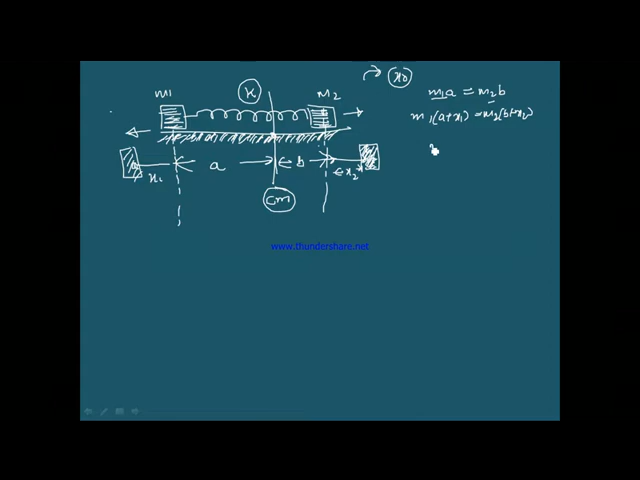 x0
m1 K M2
m1a = m2b
m1(a+x1) = m2(b+x2)
x1 a b x2
cm
www.thundershare.net